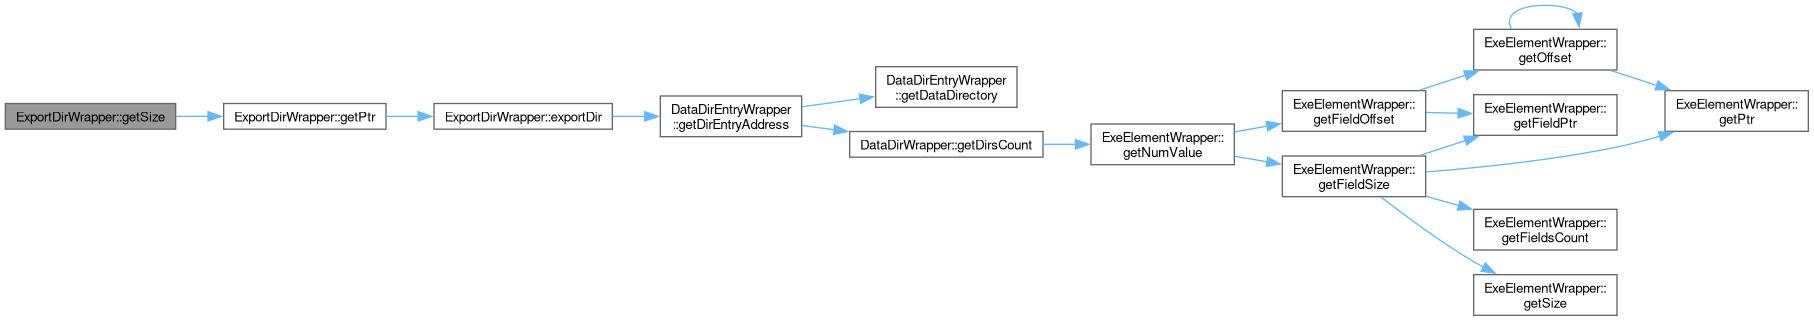 ExportDirWrapper::getSize
ExportDirWrapper::getPtr
ExportDirWrapper::exportDir
DataDirEntryWrapper
::getDirEntryAddress
DataDirEntryWrapper
::getDataDirectory
DataDirWrapper::getDirsCount
ExeElementWrapper::
getNumValue
ExeElementWrapper::
getFieldOffset
ExeElementWrapper::
getFieldSize
ExeElementWrapper::
getOffset
ExeElementWrapper::
getFieldPtr
ExeElementWrapper::
getFieldsCount
ExeElementWrapper::
getSize
ExeElementWrapper::
getPtr